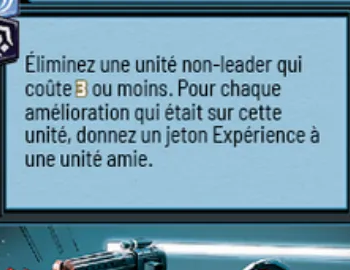 Éliminez une unité non-leader qui
coûte 3 ou moins. Pour chaque
amélioration qui était sur cette
unité, donnez un jeton Expérience à
une unité amie.